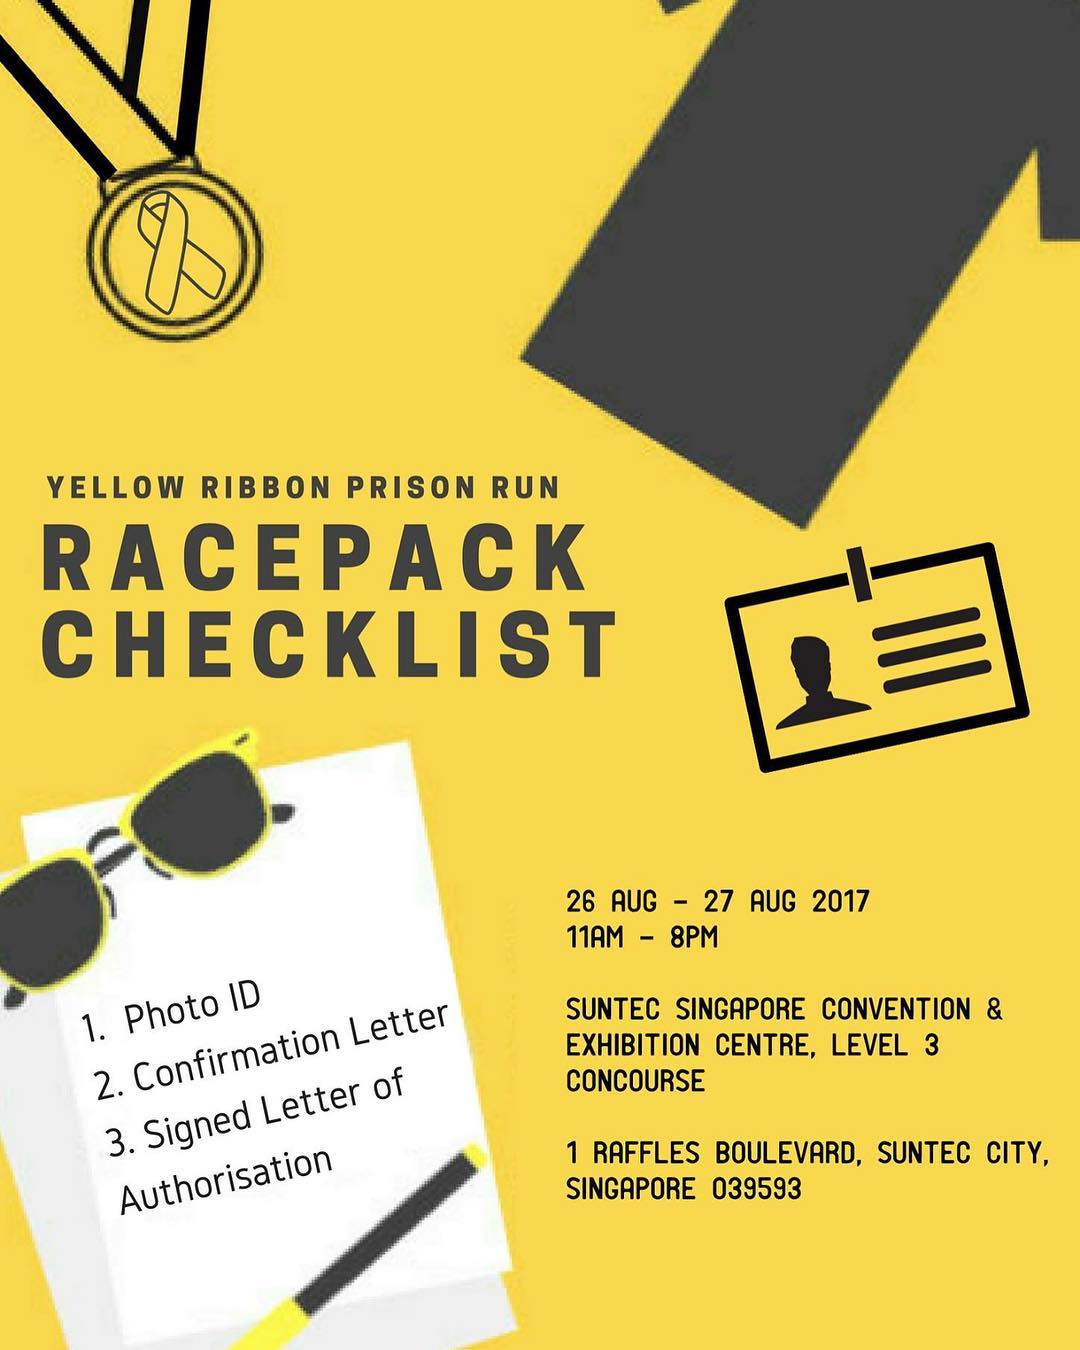 YELLOW RIBBON PRISON RUN
RACEPACK
CHECKLIST
1. Photo ID
2. Confirmation Letter
3. Signed Letter of
Authorisation
26 AUG - 27 AUG 2017
11AM - 8PM
SUNTEC SINGAPORE CONVENTION &
EXHIBITION CENTRE, LEVEL 3
CONCOURSE
1 RAFFLES BOULEVARD, SUNTEC CITY,
SINGAPORE 039593